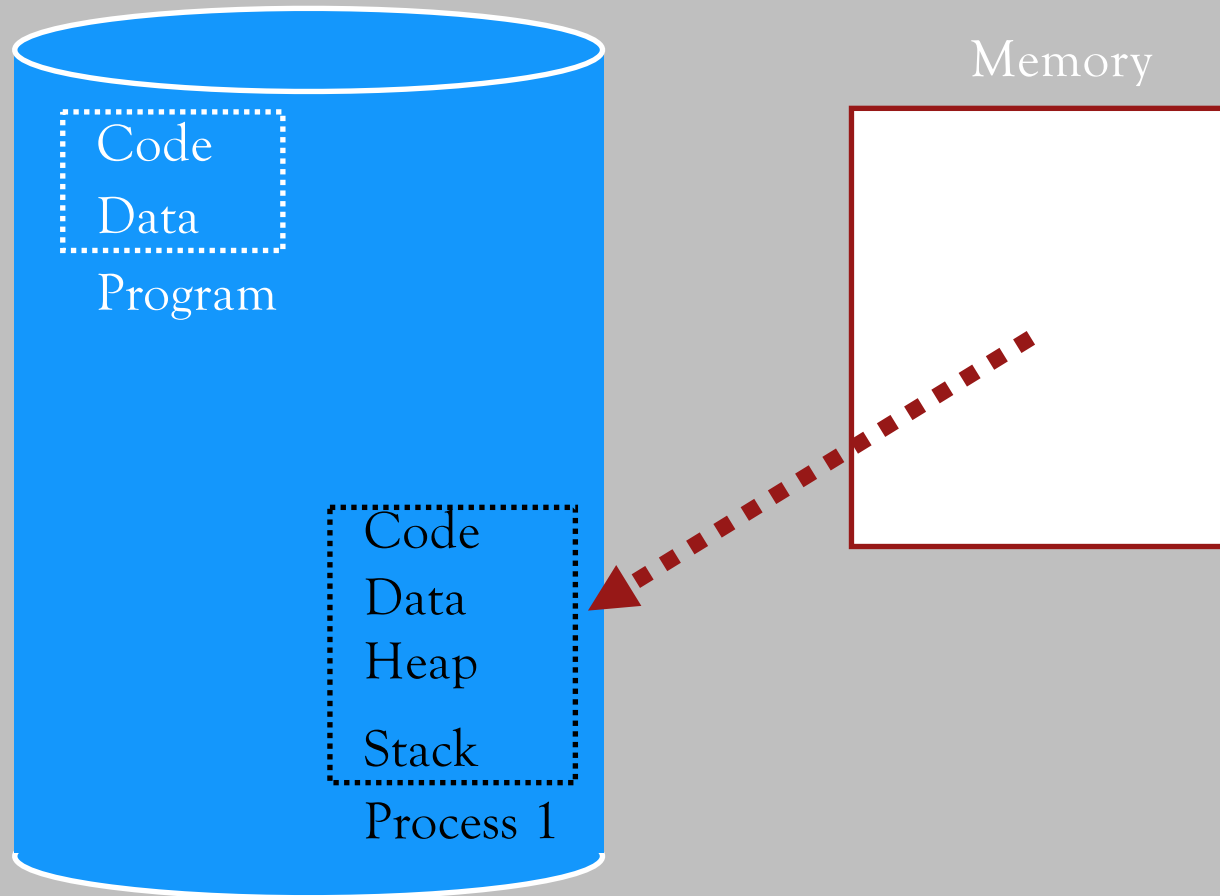 Memory
Code
Data
Program
Code
Data
Heap
Stack
Process 1